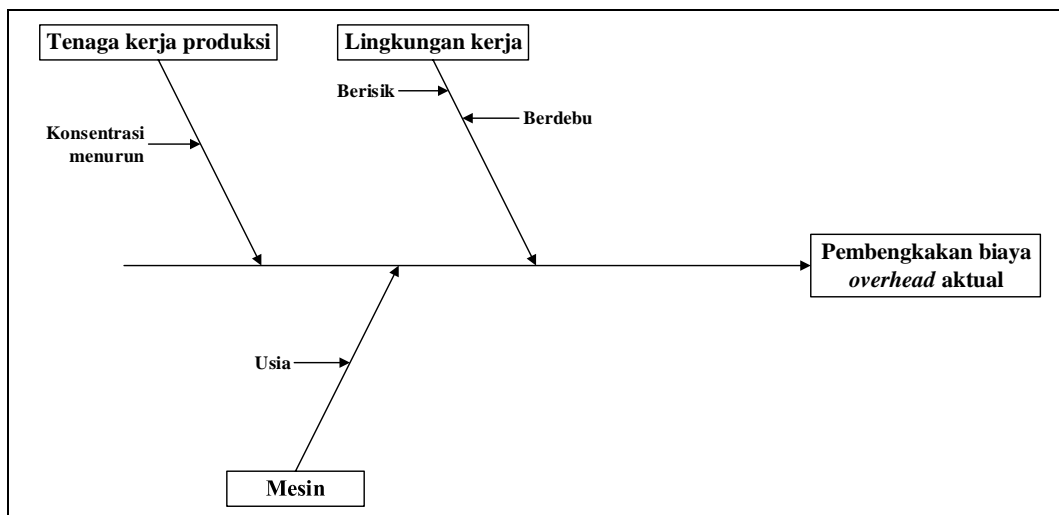 Tenaga kerja produksi
Lingkungan kerja
Berisik
Berdebu
Konsentrasi
menurun
Pembengkakan biaya
overhead aktual
Usia
Mesin